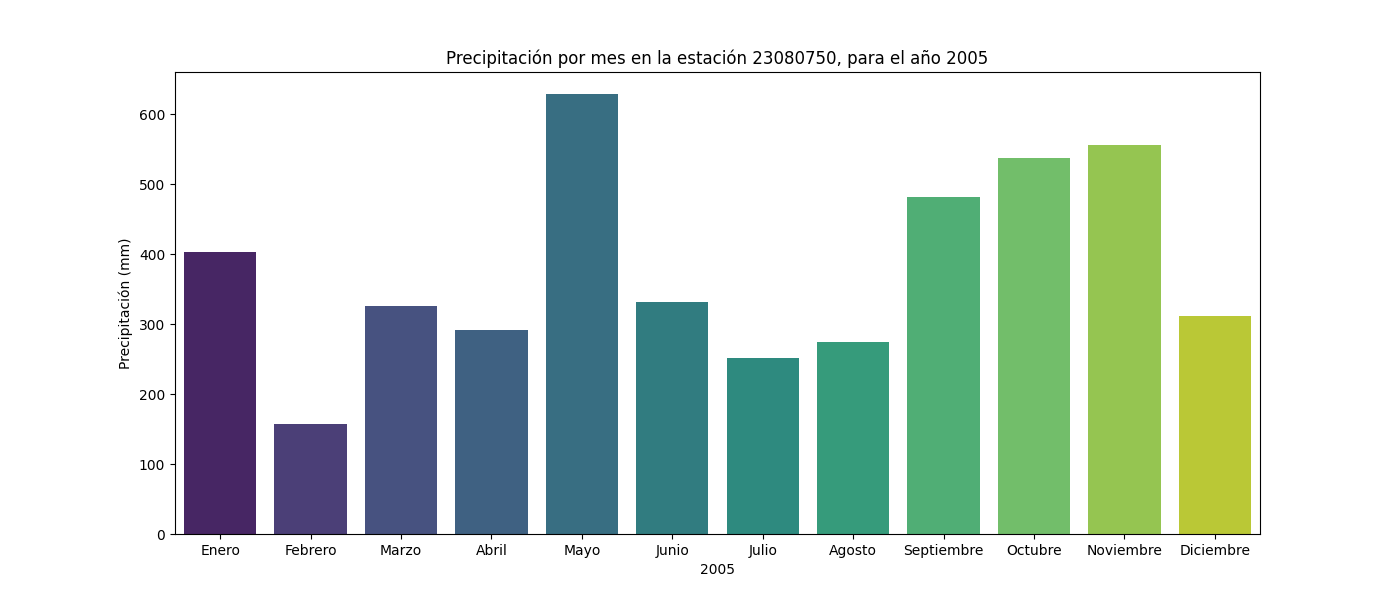 Precipitación por mes en la estación 23080750, para el año 2005
Precipitación (mm)
600
500
400
300
200
100
0
Enero Febrero Marzo Abril Mayo Junio Julio Agosto Septiembre Octubre Noviembre Diciembre
2005